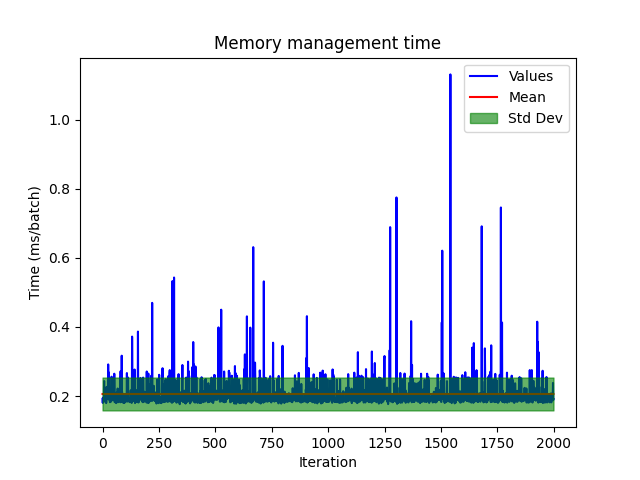 Memory management time
Values
Mean
Std Dev
1.0
0.8
0.6
0.4
0.2
Time (ms/batch)
0 250 500 750 1000 1250 1500 1750 2000
Iteration